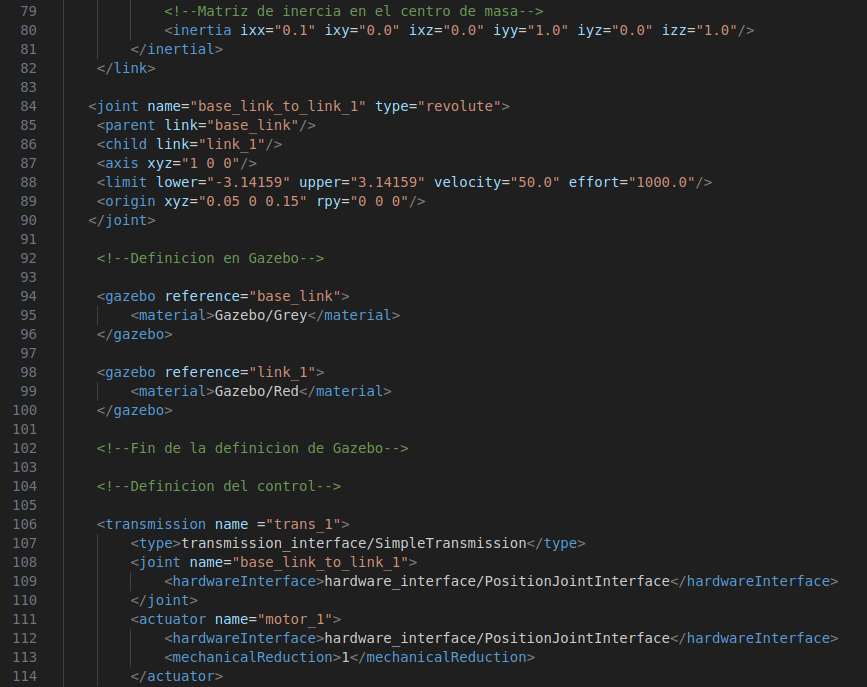 79 <!--Matriz de inercia en el centro de masa-->
80 <inertia ixx="0.1" ixy="0.0" ixz="0.0" iyy="1.0" iyz="0.0" izz="1.0"/>
81 </inertial>
82 </link>
83
84 <joint name="base_link_to_link_1" type="revolute">
85 <parent link="base_link"/>
86 <child link="link_1"/>
87 <axis xyz="1 0 0"/>
88 <limit lower="-3.14159" upper="3.14159" velocity="50.0" effort="1000.0"/>
89 <origin xyz="0.05 0 0.15" rpy="0 0 0"/>
90 </joint>
91
92 <!--Definicion en Gazebo-->
93
94 <gazebo reference="base_link">
95 <material>Gazebo/Grey</material>
96 </gazebo>
97
98 <gazebo reference="link_1">
99 <material>Gazebo/Red</material>
100 </gazebo>
101
102 <!--Fin de la definicion de Gazebo-->
103
104 <!--Definicion del control-->
105
106 <transmission name ="trans_1">
107 <type>transmission_interface/SimpleTransmission</type>
108 <joint name="base_link_to_link_1">
109 <hardwareInterface>hardware_interface/PositionJointInterface</hardwareInterface>
110 </joint>
111 <actuator name="motor_1">
112 <hardwareInterface>hardware_interface/PositionJointInterface</hardwareInterface>
113 <mechanicalReduction>1</mechanicalReduction>
114 </actuator>